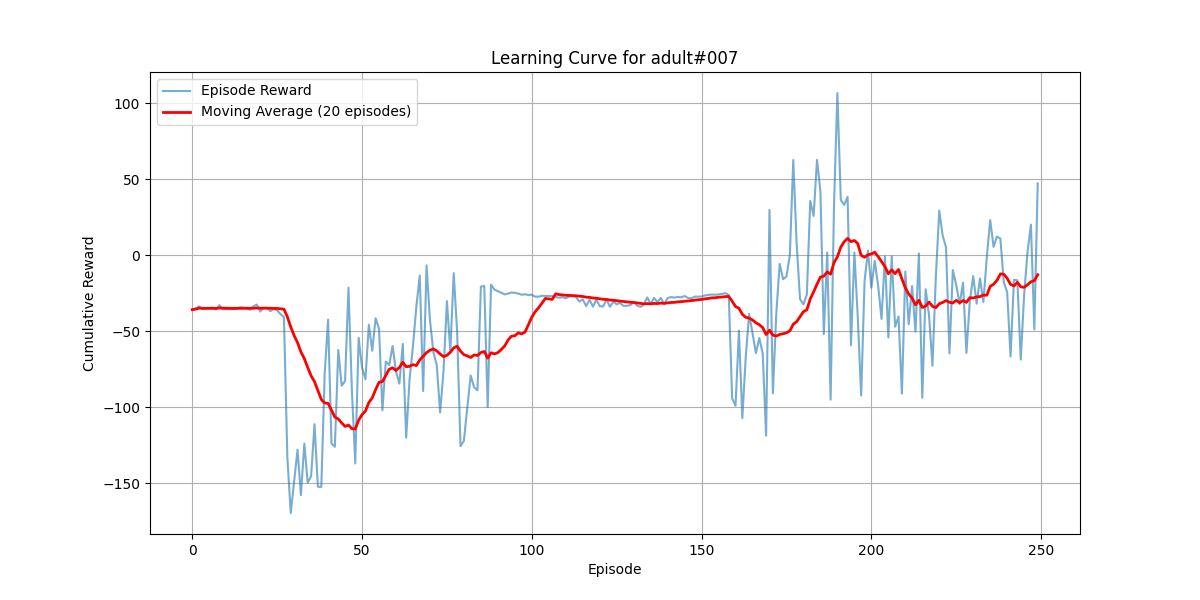 Learning Curve for adult#007
Episode Reward
Moving Average (20 episodes)
100
50
0
−50
−100
−150
Cumulative Reward
0
50
100
150
200
250
Episode